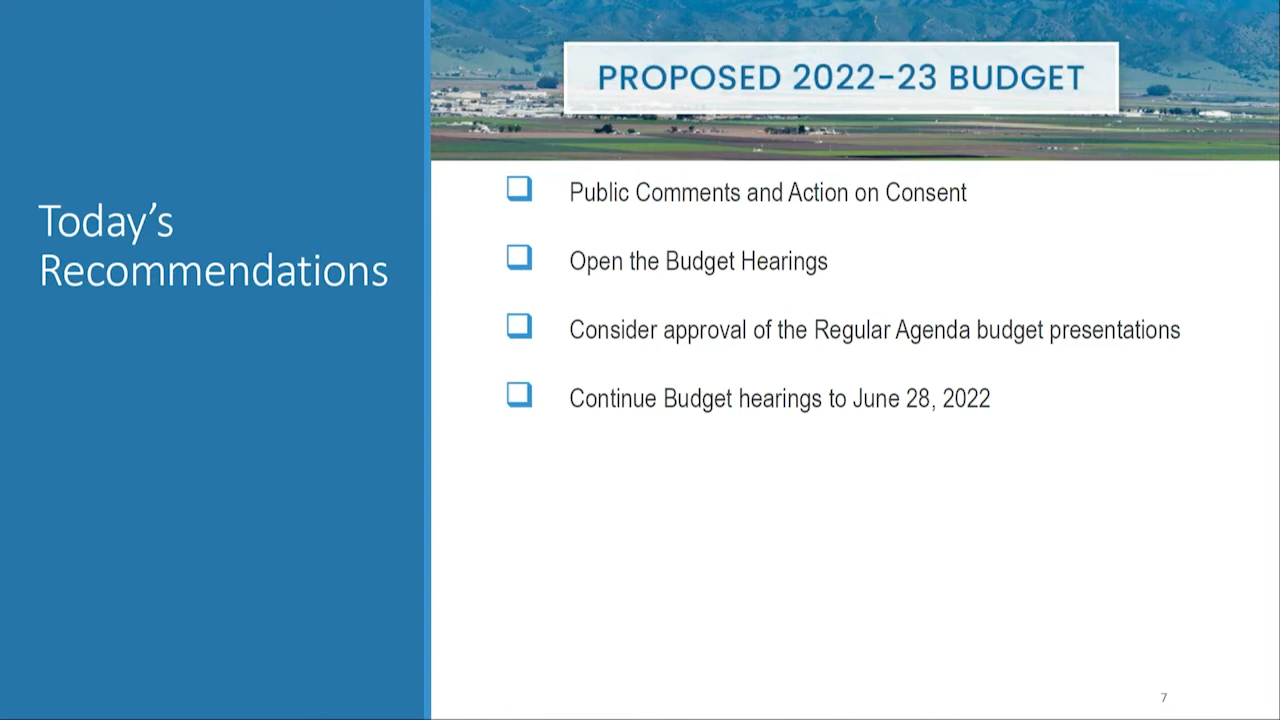 PROPOSED 2022-23 BUDGET
Today's
Recommendations
Public Comments and Action on Consent
Open the Budget Hearings
Consider approval of the Regular Agenda budget presentations
Continue Budget hearings to June 28, 2022
7